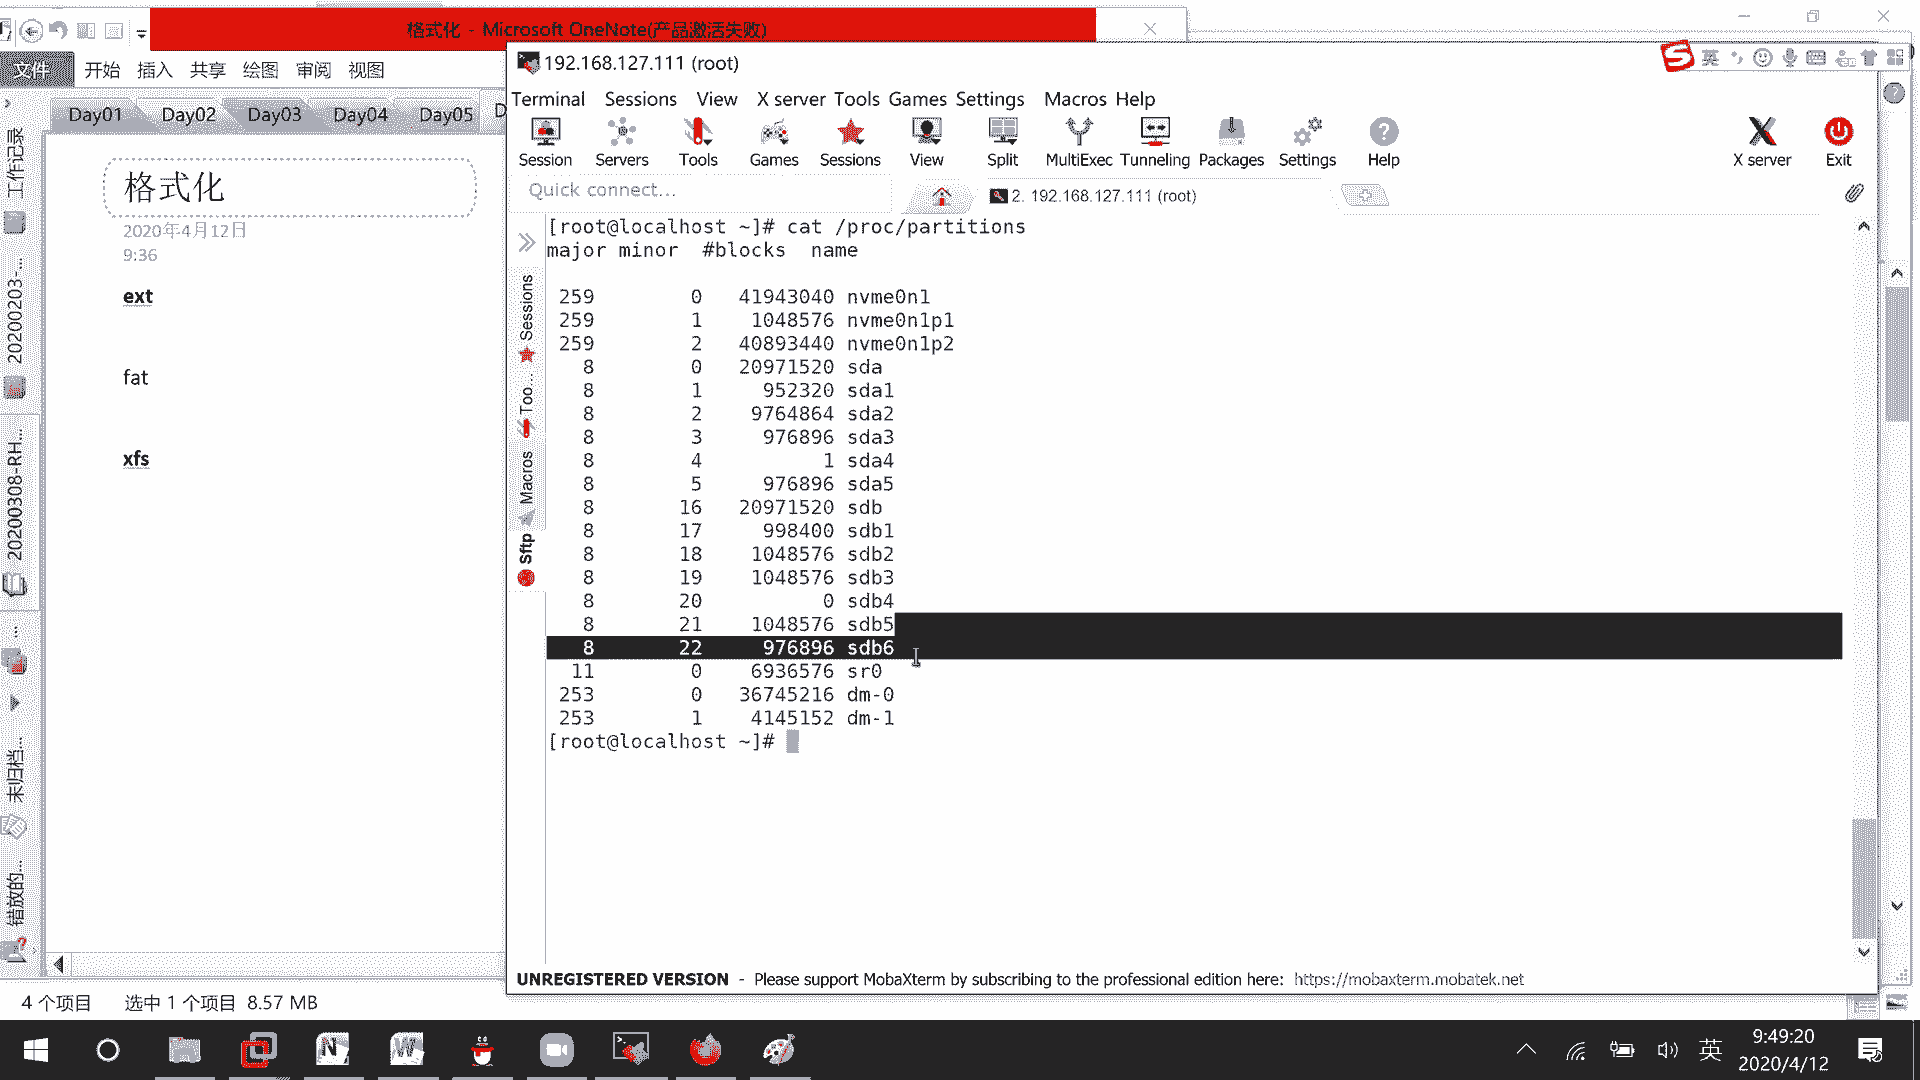 格式化 - Microsoft OneNote(产品激活失败)
文件 开始 插入 共享 绘图 审阅 视图
Day01 Day02 Day03 Day04 Day05 D
格式化
2020年4月12日
9:36
ext
fat
xfs
工作记录
20200203-...
20200308-RH...
...
未归档...
错放的...
4 个项目 选中 1 个项目 8.57 MB
192.168.127.111 (root)
英
Terminal Sessions View X server Tools Games Settings Macros Help
Session Servers Tools Games Sessions View Split MultiExec Tunneling Packages Settings Help X server Exit
Quick connect...
2. 192.168.127.111 (root)
Sessions
Too...
Macros
Sftp
[root@localhost ~]# cat /proc/partitions
major minor  #blocks  name
259 0 41943040 nvme0n1
259 1 1048576 nvme0n1p1
259 2 40893440 nvme0n1p2
8 0 20971520 sda
8 1 952320 sda1
8 2 9764864 sda2
8 3 976896 sda3
8 4 1 sda4
8 5 976896 sda5
8 16 20971520 sdb
8 17 998400 sdb1
8 18 1048576 sdb2
8 19 1048576 sdb3
8 20 0 sdb4
8 21 1048576 sdb5
8 22 976896 sdb6
11 0 6936576 sr0
253 0 36745216 dm-0
253 1 4145152 dm-1
[root@localhost ~]#
UNREGISTERED VERSION - Please support MobaXterm by subscribing to the professional edition here: https://mobaxterm.mobatek.net
英
9:49:20
2020/4/12